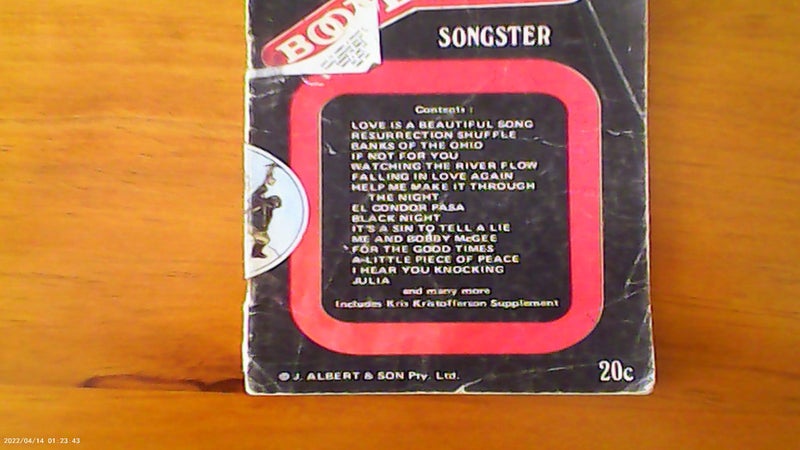 BOOM
SONGSTER
Contents :
LOVE IS A BEAUTIFUL SONG
RESURRECTION SHUFFLE
BANKS OF THE OHIO
IF NOT FOR YOU
WATCHING THE RIVER FLOW
FALLING IN LOVE AGAIN
HELP ME MAKE IT THROUGH
THE NIGHT
EL CONDOR PASA
BLACK NIGHT
IT'S A SIN TO TELL A LIE
ME AND BOBBY McGEE
FOR THE GOOD TIMES
A LITTLE PIECE OF PEACE
I HEAR YOU KNOCKING
JULIA
and many more
Includes Kris Kristofferson Supplement
© J. ALBERT & SON Pty. Ltd.
20c
2022/04/14 01:23:43